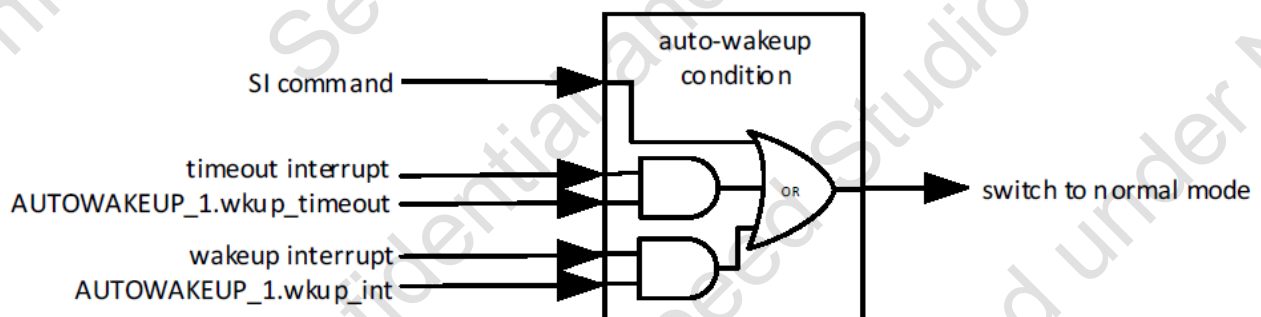 auto-wakeup
condition
SI command
timeout interrupt
AUTOWAKEUP_1.wkup_timeout
OR
switch to normal mode
wakeup interrupt
AUTOWAKEUP_1.wkup_int